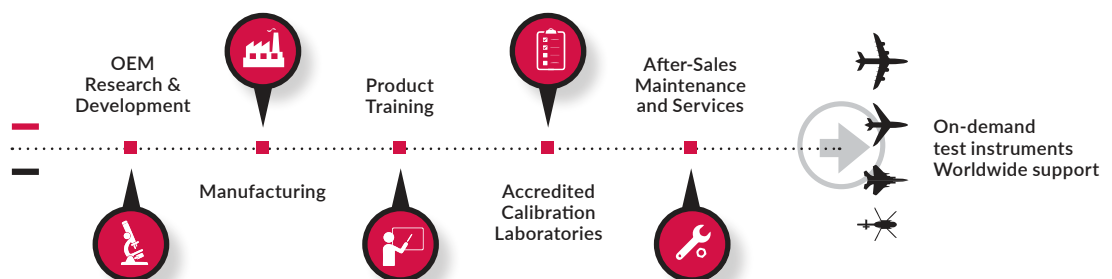 OEM
Research &
Development
Manufacturing
Product
Training
Accredited
Calibration
Laboratories
After-Sales
Maintenance
and Services
On-demand
test instruments
Worldwide support